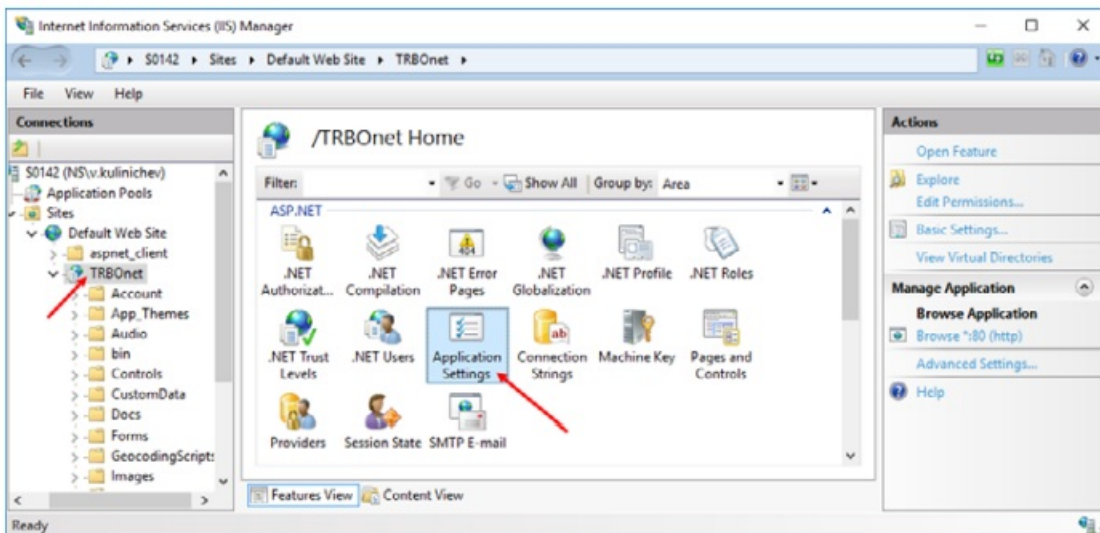 Internet Information Services (IIS) Manager
S0142 Sites Default Web Site TRBOnet
File View Help
Connections
S0142 (NS\v.kulinichev)
Application Pools
Sites
Default Web Site
aspnet_client
TRBOnet
Account
App_Themes
Audio
bin
Controls
CustomData
Docs
Forms
GeocodingScripts
Images
/TRBOnet Home
Filter: Go Show All Group by: Area
ASP.NET
.NET Authorizat...
.NET Compilation
404
.NET Error Pages
.NET Globalization
.NET Profile
.NET Roles
.NET Trust Levels
.NET Users
Application Settings
ab
Connection Strings
Machine Key
Pages and Controls
Providers
Session State
SMTP E-mail
Features View Content View
Actions
Open Feature
Explore
Edit Permissions...
Basic Settings...
View Virtual Directories
Manage Application
Browse Application
Browse *:80 (http)
Advanced Settings...
Help
Ready